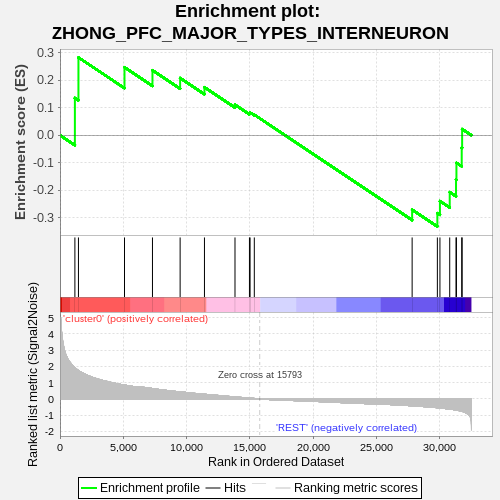 Enrichment plot:
ZHONG_PFC_MAJOR_TYPES_INTERNEURON
Enrichment score (ES)
0.3
0.2
0.1
0.0
-0.1
-0.2
-0.3
Ranked list metric (Signal2Noise)
5
4
3
2
1
0
-1
-2
'cluster0' (positively correlated)
Zero cross at 15793
'REST' (negatively correlated)
0 5,000 10,000 15,000 20,000 25,000 30,000
Rank in Ordered Dataset
Enrichment profile Hits Ranking metric scores